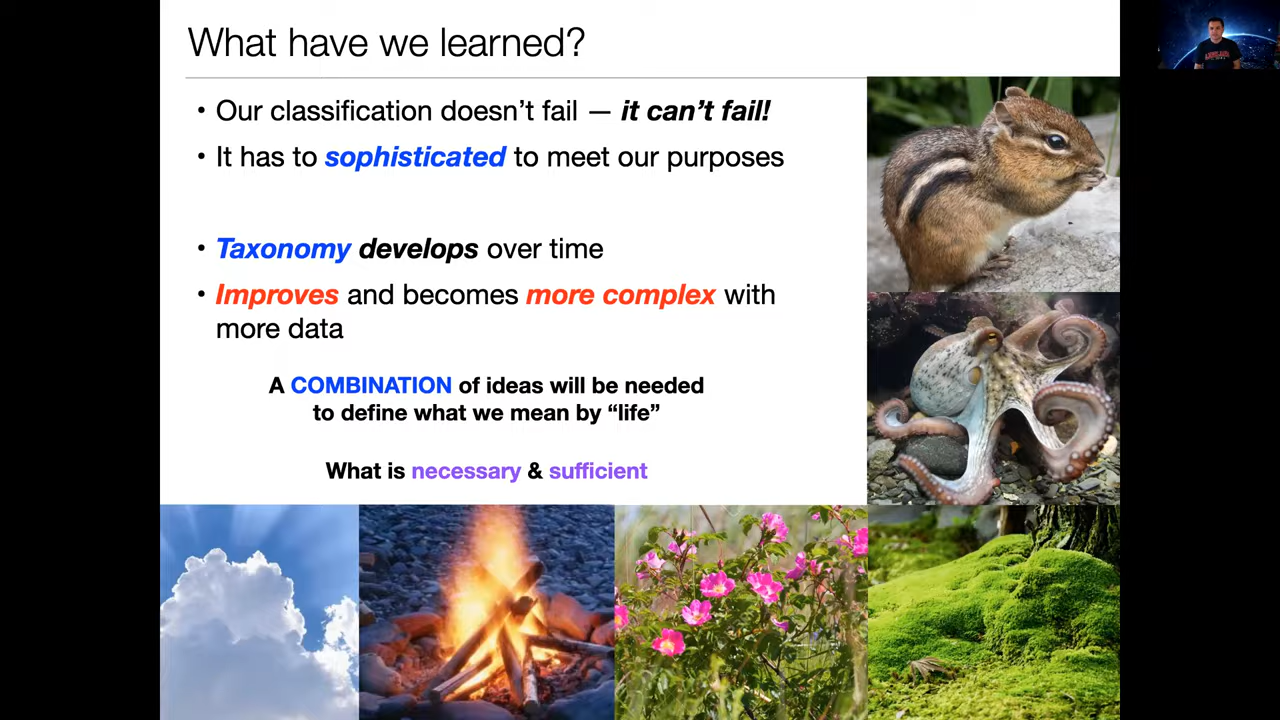 What have we learned?
• Our classification doesn't fail — it can't fail!
• It has to sophisticated to meet our purposes
• Taxonomy develops over time
• Improves and becomes more complex with
more data
A COMBINATION of ideas will be needed
to define what we mean by “life”
What is necessary & sufficient